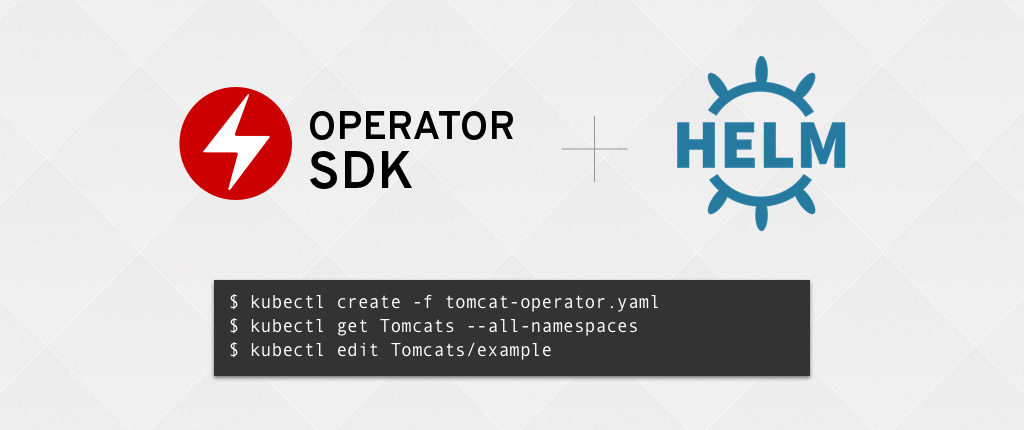 OPERATOR
SDK
HELM
$ kubectl create -f tomcat-operator.yaml
$ kubectl get Tomcats --all-namespaces
$ kubectl edit Tomcats/example